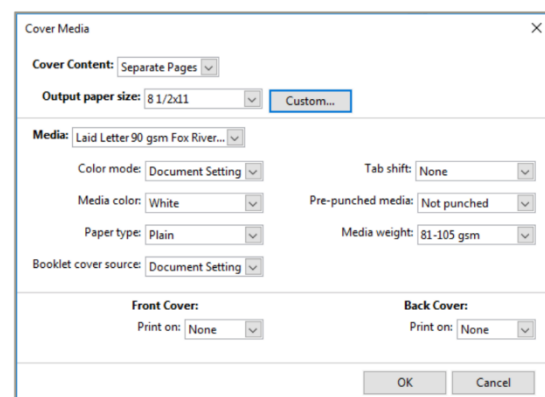 Cover Media
Cover Content: Separate Pages
Output paper size: 8 1/2x11 Custom...
Media: Laid Letter 90 gsm Fox River...
Color mode: Document Setting Tab shift: None
Media color: White Pre-punched media: Not punched
Paper type: Plain Media weight: 81-105 gsm
Booklet cover source: Document Setting
Front Cover: Back Cover:
Print on: None Print on: None
OK Cancel